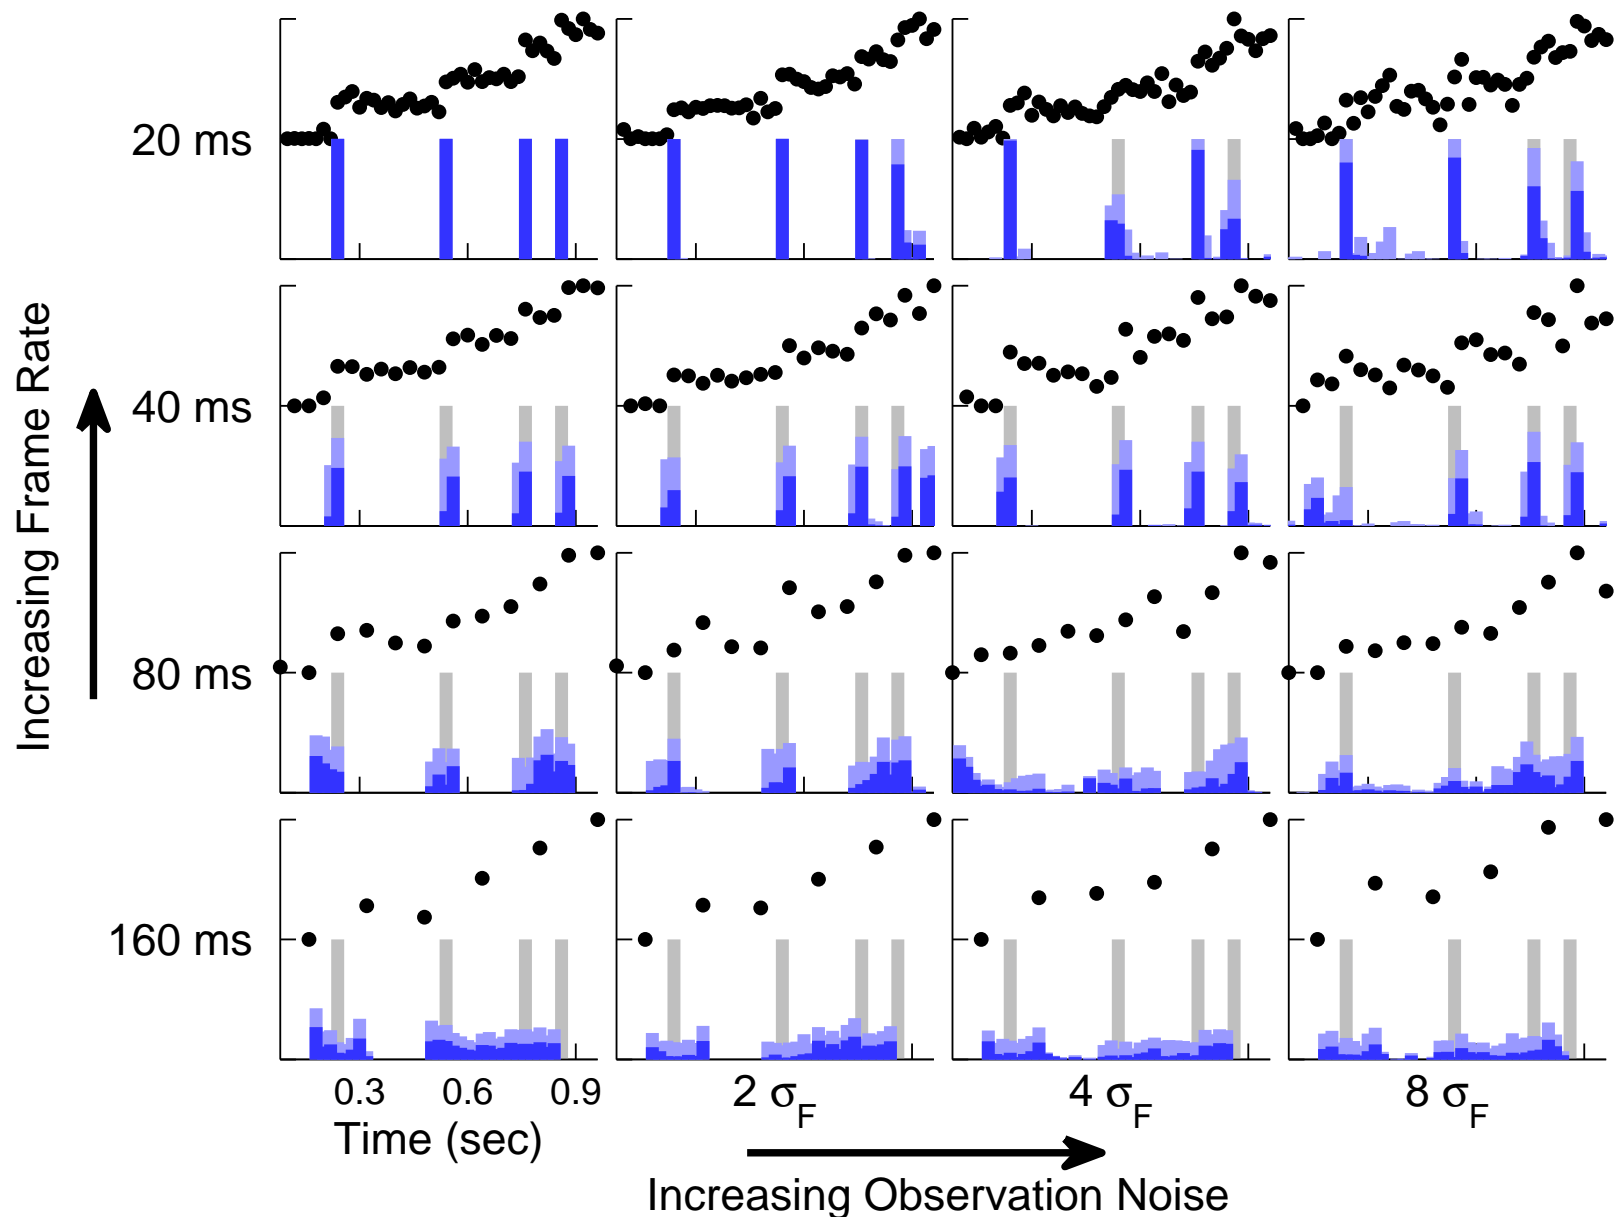 Increasing Frame Rate
20 ms
40 ms
80 ms
160 ms
0.3 0.6 0.9
Time (sec)
2 σF
4 σF
8 σF
Increasing Observation Noise